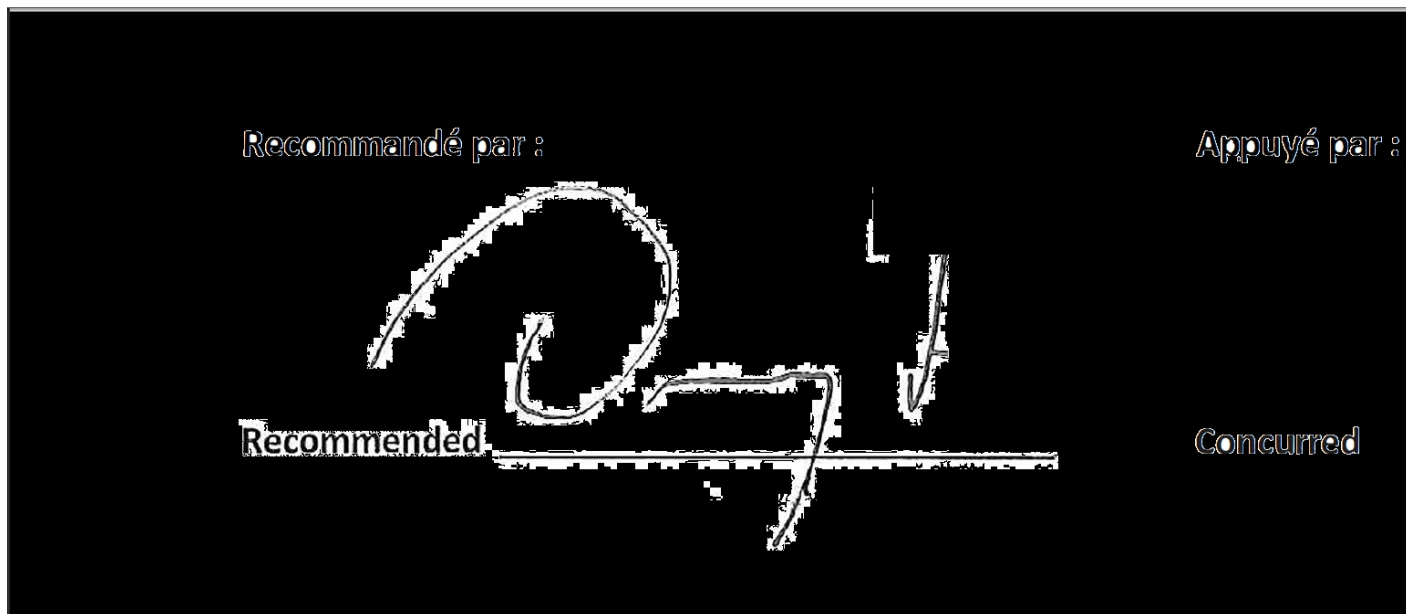 Recommandé par :
Appuyé par :
Recommended
Concurred